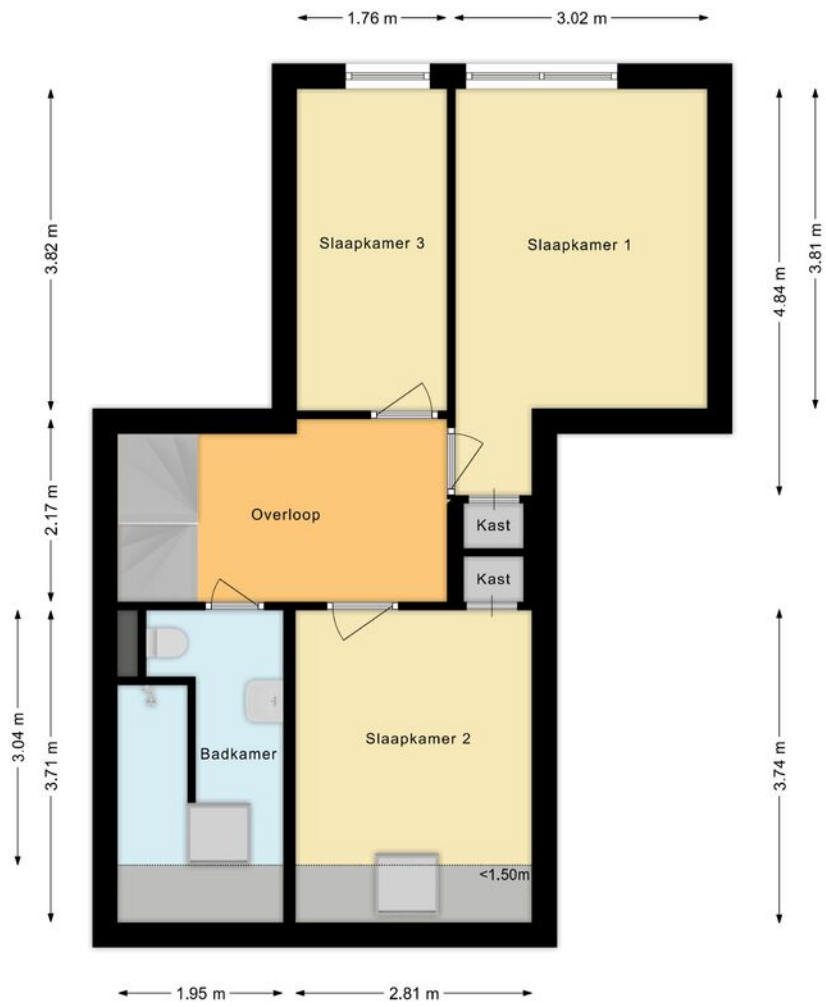 1.76 m
3.02 m
3.82 m
Slaapkamer 3
Slaapkamer 1
4.84 m
3.81 m
2.17 m
Overloop
Kast
Kast
3.04 m
3.71 m
Badkamer
Slaapkamer 2
3.74 m
<1.50m
1.95 m
2.81 m